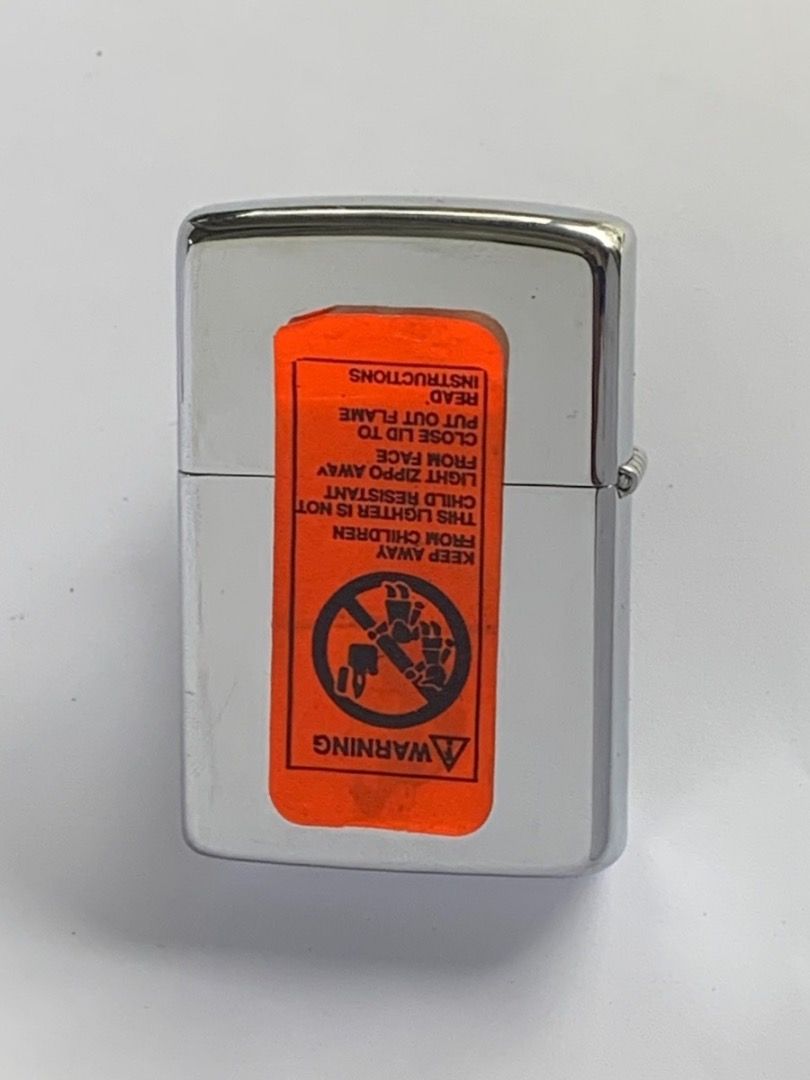 WARNING
KEEP AWAY
FROM CHILDREN
THIS LIGHTER IS NOT
CHILD RESISTANT
LIGHT ZIPPO AWAY
FROM FACE
CLOSE LID TO
PUT OUT FLAME
READ
INSTRUCTIONS